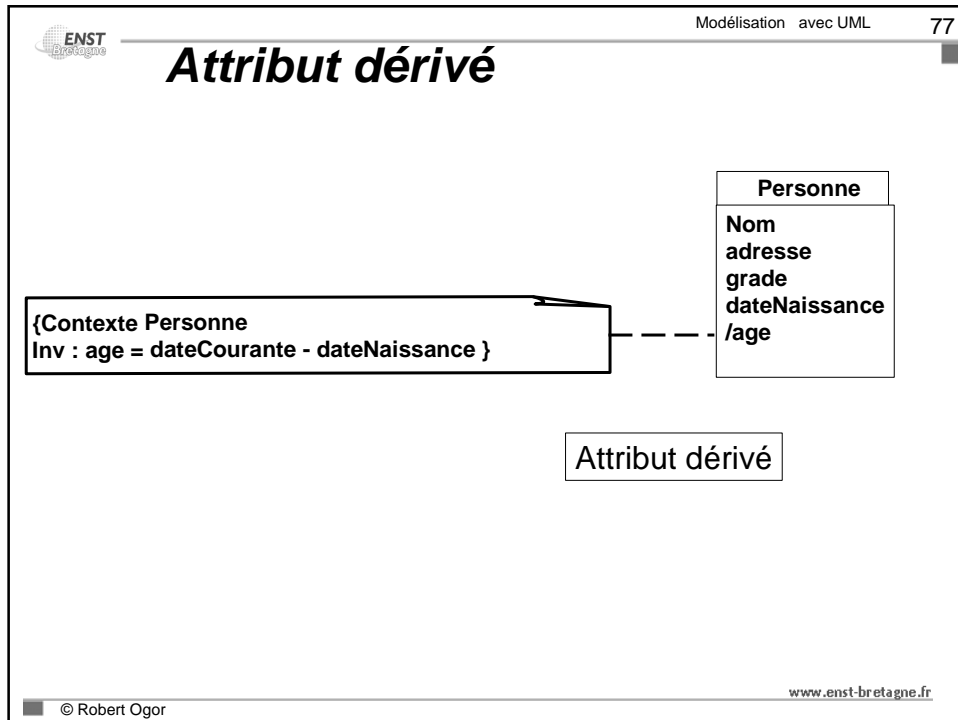 ENST
Bretagne
Modélisation avec UML
77
Attribut dérivé
Personne
Nom
adresse
grade
dateNaissance
/age
{Contexte Personne
Inv : age = dateCourante - dateNaissance }
Attribut dérivé
www.enst-bretagne.fr
© Robert Ogor